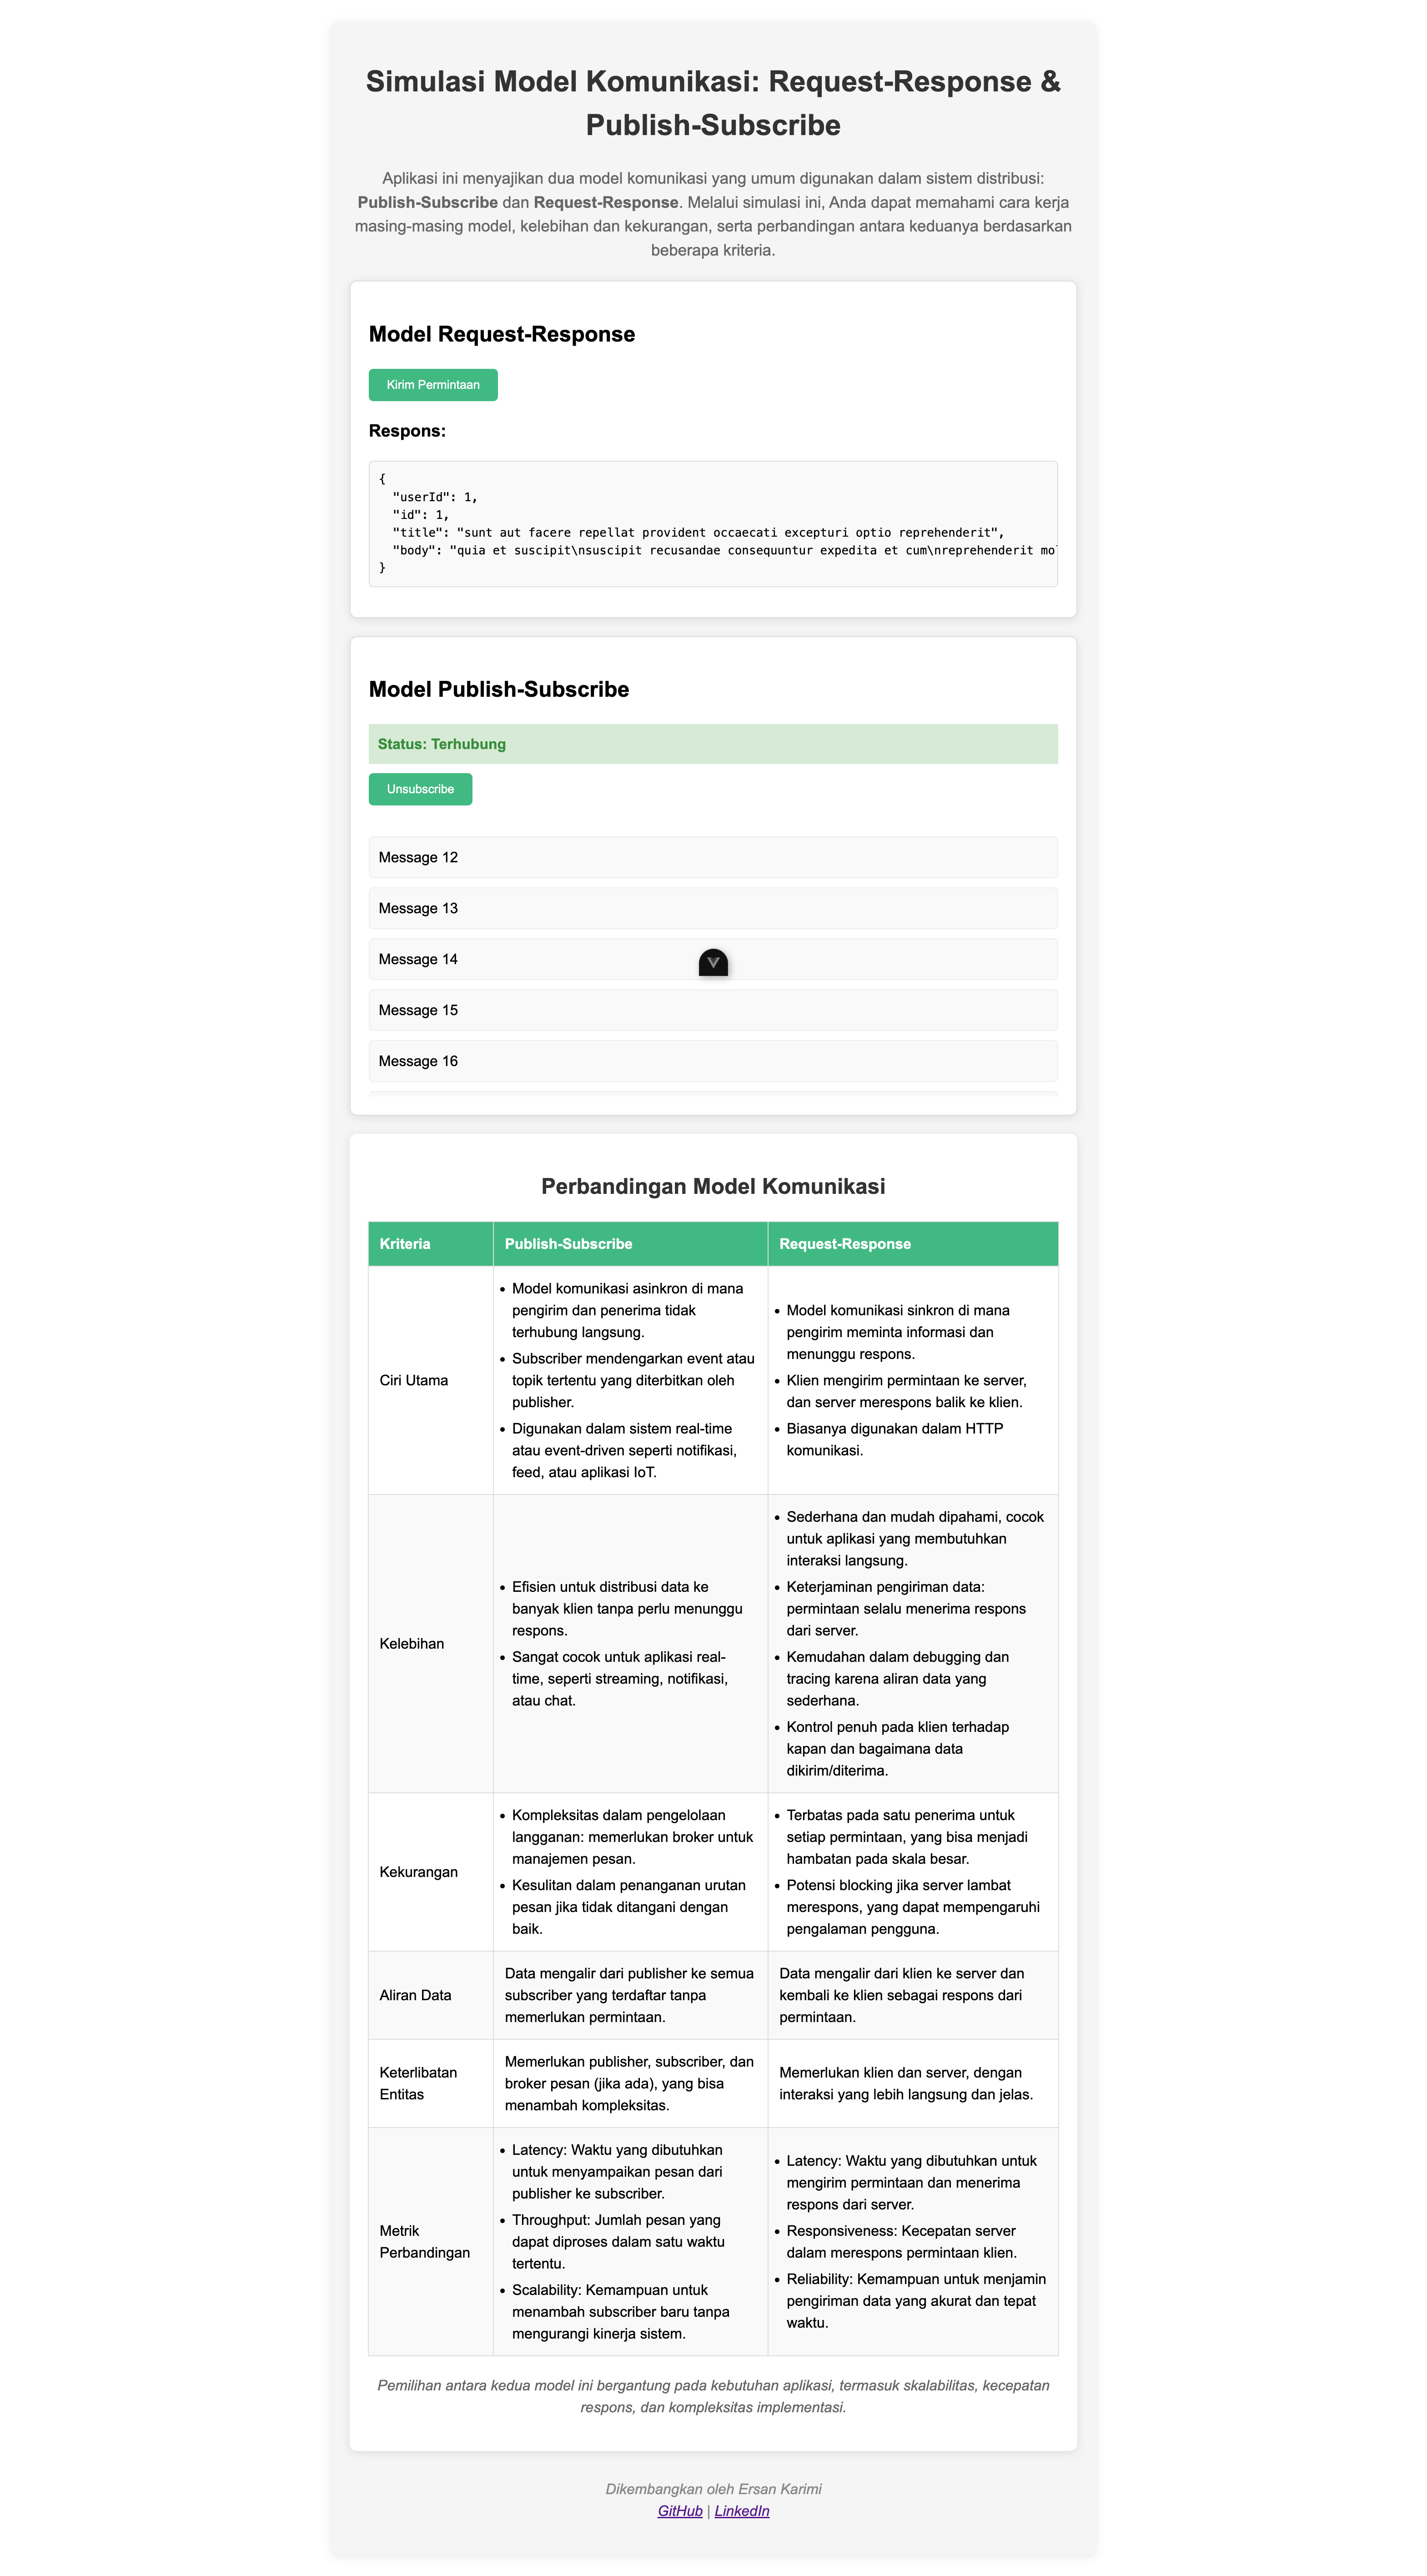 Simulasi Model Komunikasi: Request-Response &
Publish-Subscribe
Aplikasi ini menyajikan dua model komunikasi yang umum digunakan dalam sistem distribusi:
Publish-Subscribe dan Request-Response. Melalui simulasi ini, Anda dapat memahami cara kerja
masing-masing model, kelebihan dan kekurangan, serta perbandingan antara keduanya berdasarkan
beberapa kriteria.
Model Request-Response
Kirim Permintaan
Respons:
{
  "userId": 1,
  "id": 1,
  "title": "sunt aut facere repellat provident occaecati excepturi optio reprehenderit",
  "body": "quia et suscipit\nsuscipit recusandae consequuntur expedita et cum\nreprehenderit mol
}
Model Publish-Subscribe
Status: Terhubung
Unsubscribe
Message 12
Message 13
Message 14
Message 15
Message 16
Perbandingan Model Komunikasi
Kriteria
Publish-Subscribe
Request-Response
Ciri Utama
• Model komunikasi asinkron di mana
pengirim dan penerima tidak
terhubung langsung.
• Subscriber mendengarkan event atau
topik tertentu yang diterbitkan oleh
publisher.
• Digunakan dalam sistem real-time
atau event-driven seperti notifikasi,
feed, atau aplikasi IoT.
• Model komunikasi sinkron di mana
pengirim meminta informasi dan
menunggu respons.
• Klien mengirim permintaan ke server,
dan server merespons balik ke klien.
• Biasanya digunakan dalam HTTP
komunikasi.
Kelebihan
• Efisien untuk distribusi data ke
banyak klien tanpa perlu menunggu
respons.
• Sangat cocok untuk aplikasi real-
time, seperti streaming, notifikasi,
atau chat.
• Sederhana dan mudah dipahami, cocok
untuk aplikasi yang membutuhkan
interaksi langsung.
• Keterjaminan pengiriman data:
permintaan selalu menerima respons
dari server.
• Kemudahan dalam debugging dan
tracing karena aliran data yang
sederhana.
• Kontrol penuh pada klien terhadap
kapan dan bagaimana data
dikirim/diterima.
Kekurangan
• Kompleksitas dalam pengelolaan
langganan: memerlukan broker untuk
manajemen pesan.
• Kesulitan dalam penanganan urutan
pesan jika tidak ditangani dengan
baik.
• Terbatas pada satu penerima untuk
setiap permintaan, yang bisa menjadi
hambatan pada skala besar.
• Potensi blocking jika server lambat
merespons, yang dapat mempengaruhi
pengalaman pengguna.
Aliran Data
Data mengalir dari publisher ke semua
subscriber yang terdaftar tanpa
memerlukan permintaan.
Data mengalir dari klien ke server dan
kembali ke klien sebagai respons dari
permintaan.
Keterlibatan
Entitas
Memerlukan publisher, subscriber, dan
broker pesan (jika ada), yang bisa
menambah kompleksitas.
Memerlukan klien dan server, dengan
interaksi yang lebih langsung dan jelas.
Metrik
Perbandingan
• Latency: Waktu yang dibutuhkan
untuk menyampaikan pesan dari
publisher ke subscriber.
• Throughput: Jumlah pesan yang
dapat diproses dalam satu waktu
tertentu.
• Scalability: Kemampuan untuk
menambah subscriber baru tanpa
mengurangi kinerja sistem.
• Latency: Waktu yang dibutuhkan untuk
mengirim permintaan dan menerima
respons dari server.
• Responsiveness: Kecepatan server
dalam merespons permintaan klien.
• Reliability: Kemampuan untuk menjamin
pengiriman data yang akurat dan tepat
waktu.
Pemilihan antara kedua model ini bergantung pada kebutuhan aplikasi, termasuk skalabilitas, kecepatan
respons, dan kompleksitas implementasi.
Dikembangkan oleh Ersan Karimi
GitHub | LinkedIn